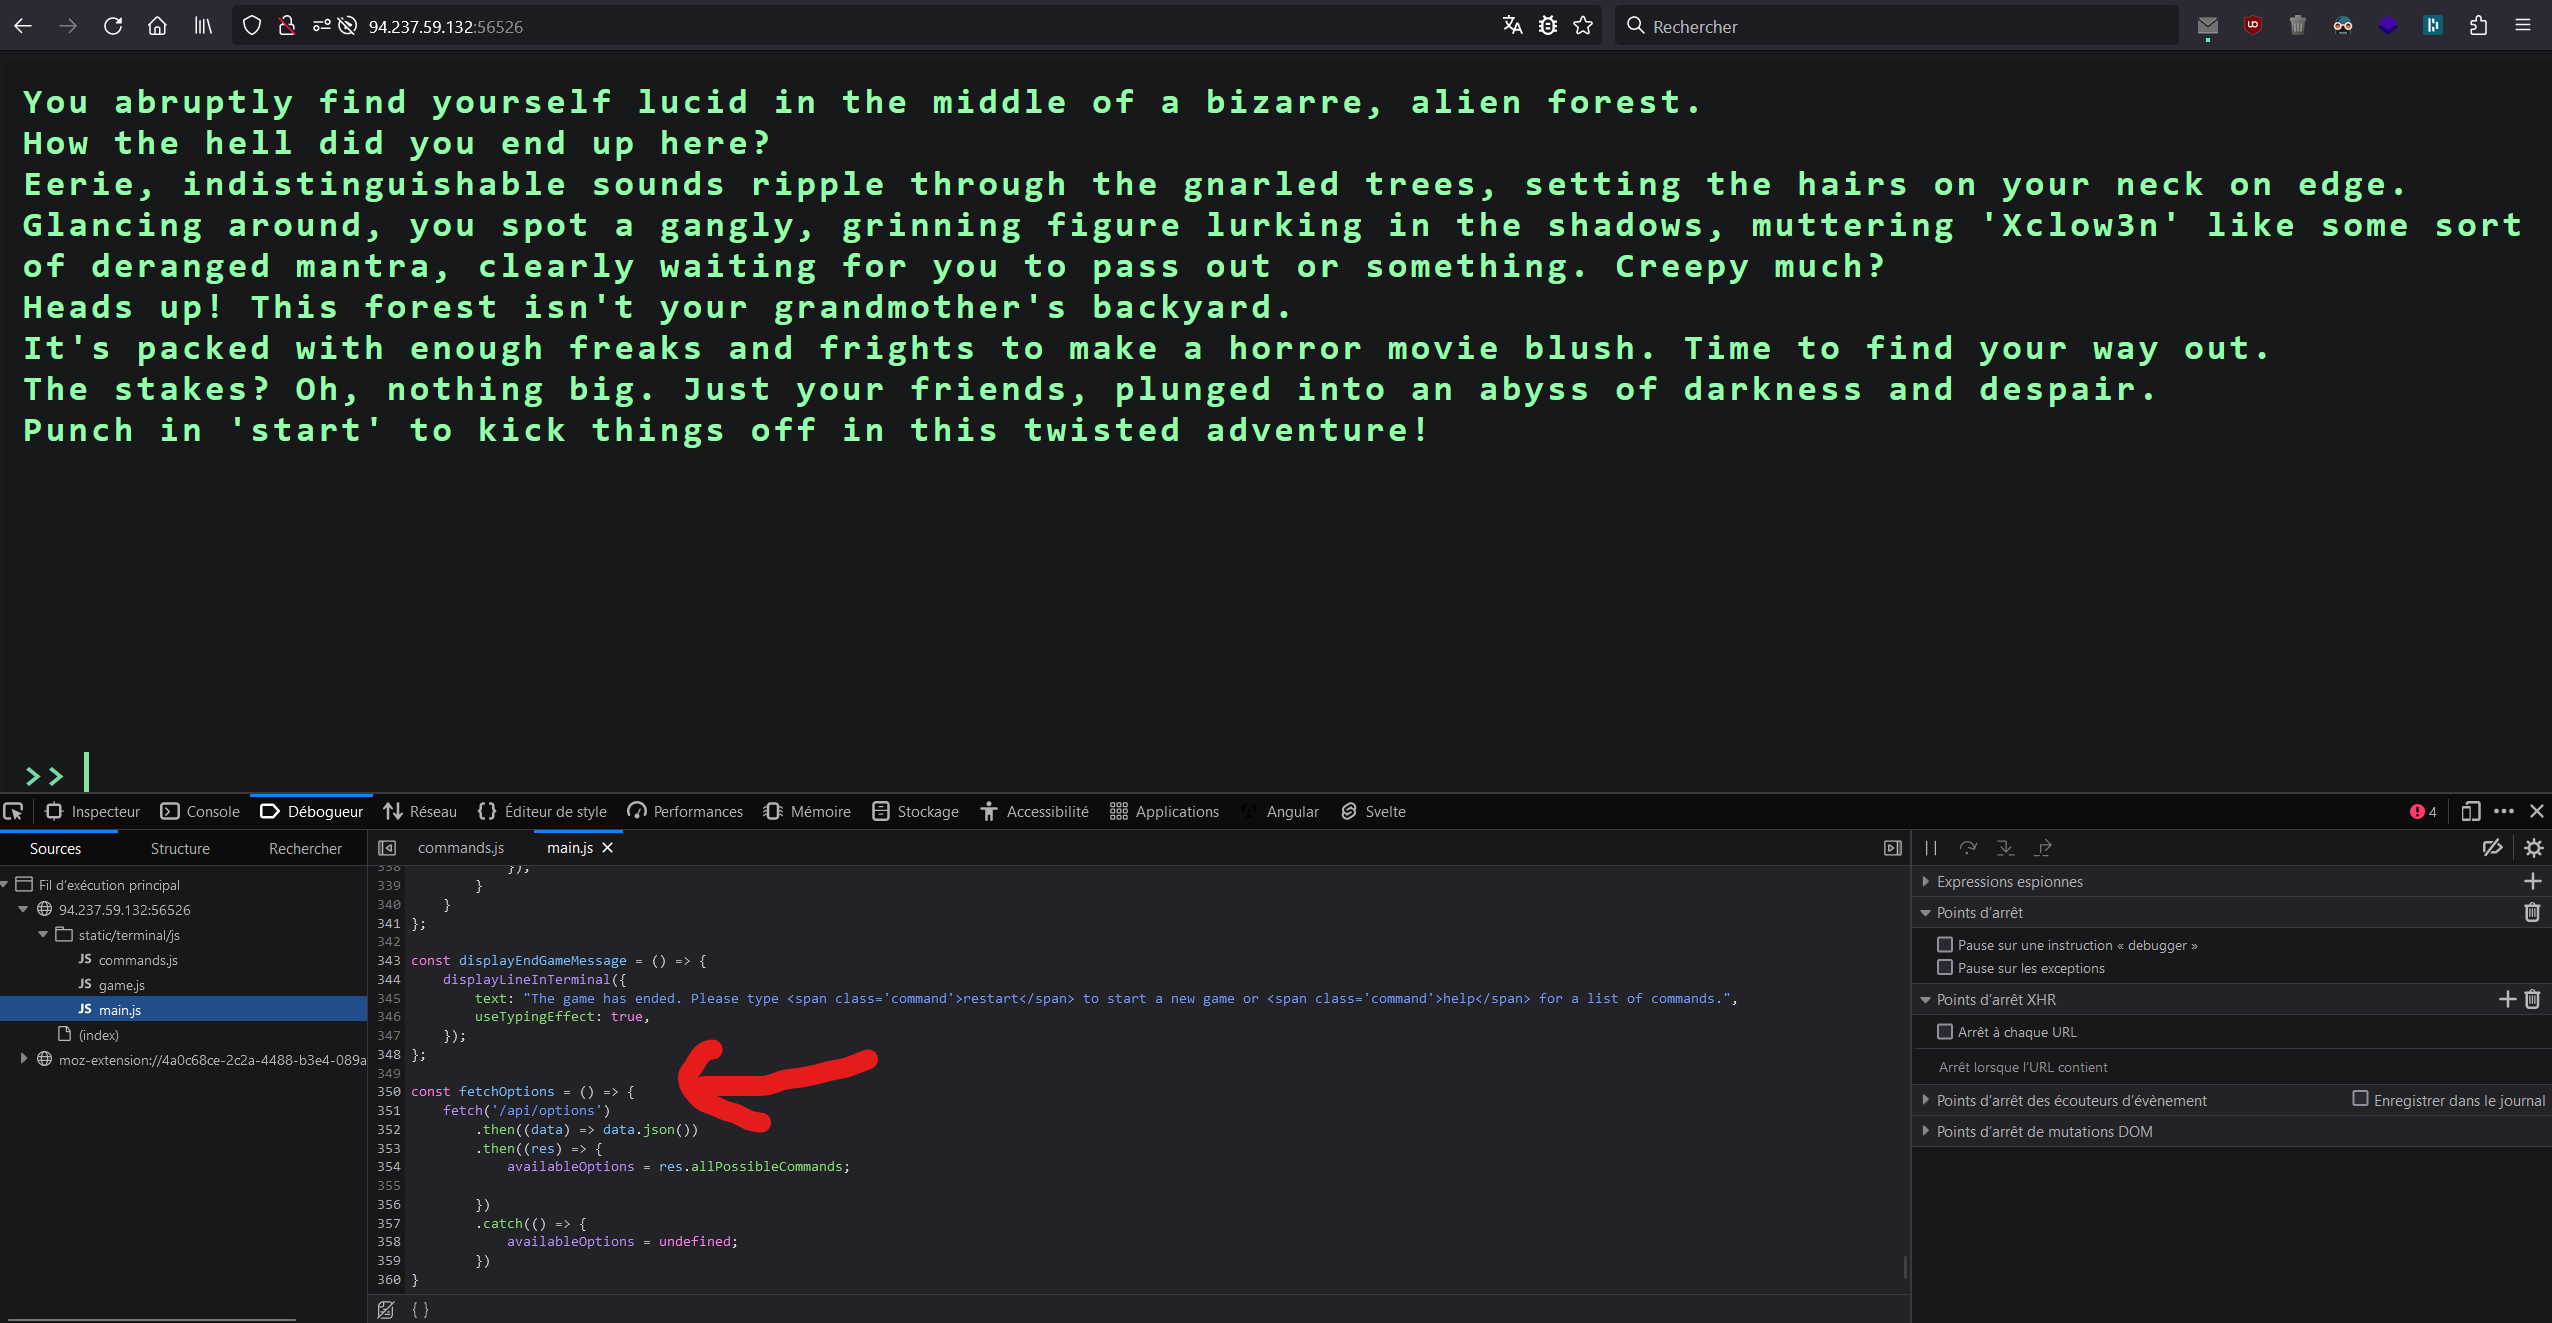 94.237.59.132:56526
Rechercher
You abruptly find yourself lucid in the middle of a bizarre, alien forest.
How the hell did you end up here?
Eerie, indistinguishable sounds ripple through the gnarled trees, setting the hairs on your neck on edge.
Glancing around, you spot a gangly, grinning figure lurking in the shadows, muttering 'Xclow3n' like some sort
of deranged mantra, clearly waiting for you to pass out or something. Creepy much?
Heads up! This forest isn't your grandmother's backyard.
It's packed with enough freaks and frights to make a horror movie blush. Time to find your way out.
The stakes? Oh, nothing big. Just your friends, plunged into an abyss of darkness and despair.
Punch in 'start' to kick things off in this twisted adventure!
>>
Inspecteur Console Débogueur Réseau Éditeur de style Performances Mémoire Stockage Accessibilité Applications Angular Svelte 4
Sources Structure Rechercher
Fil d'exécution principal
94.237.59.132:56526
static/terminal/js
JS commands.js
JS game.js
JS main.js
(index)
moz-extension://4a0c68ce-2c2a-4488-b3e4-089a
commands.js main.js
338 });
339 }
340 }
341 };
342
343 const displayEndGameMessage = () => {
344 displayLineInTerminal({
345 text: "The game has ended. Please type <span class='command'>restart</span> to start a new game or <span class='command'>help</span> for a list of commands.",
346 useTypingEffect: true,
347 });
348 };
349
350 const fetchOptions = () => {
351 fetch('/api/options')
352 .then((data) => data.json())
353 .then((res) => {
354 availableOptions = res.allPossibleCommands;
355
356 })
357 .catch(() => {
358 availableOptions = undefined;
359 })
360 }
{ }
Expressions espionnes
Points d'arrêt
Pause sur une instruction « debugger »
Pause sur les exceptions
Points d'arrêt XHR
Arrêt à chaque URL
Arrêt lorsque l'URL contient
Points d'arrêt des écouteurs d'évènement Enregistrer dans le journal
Points d'arrêt de mutations DOM